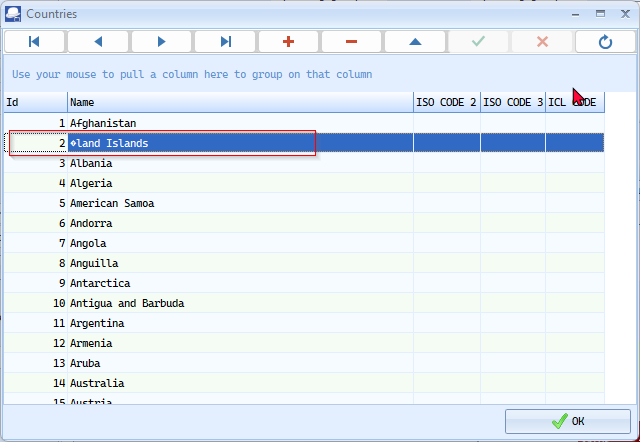 Countries
Use your mouse to pull a column here to group on that column
Id Name ISO CODE 2 ISO CODE 3 ICL CODE
1 Afghanistan
2 �land Islands
3 Albania
4 Algeria
5 American Samoa
6 Andorra
7 Angola
8 Anguilla
9 Antarctica
10 Antigua and Barbuda
11 Argentina
12 Armenia
13 Aruba
14 Australia
15 Austria
OK